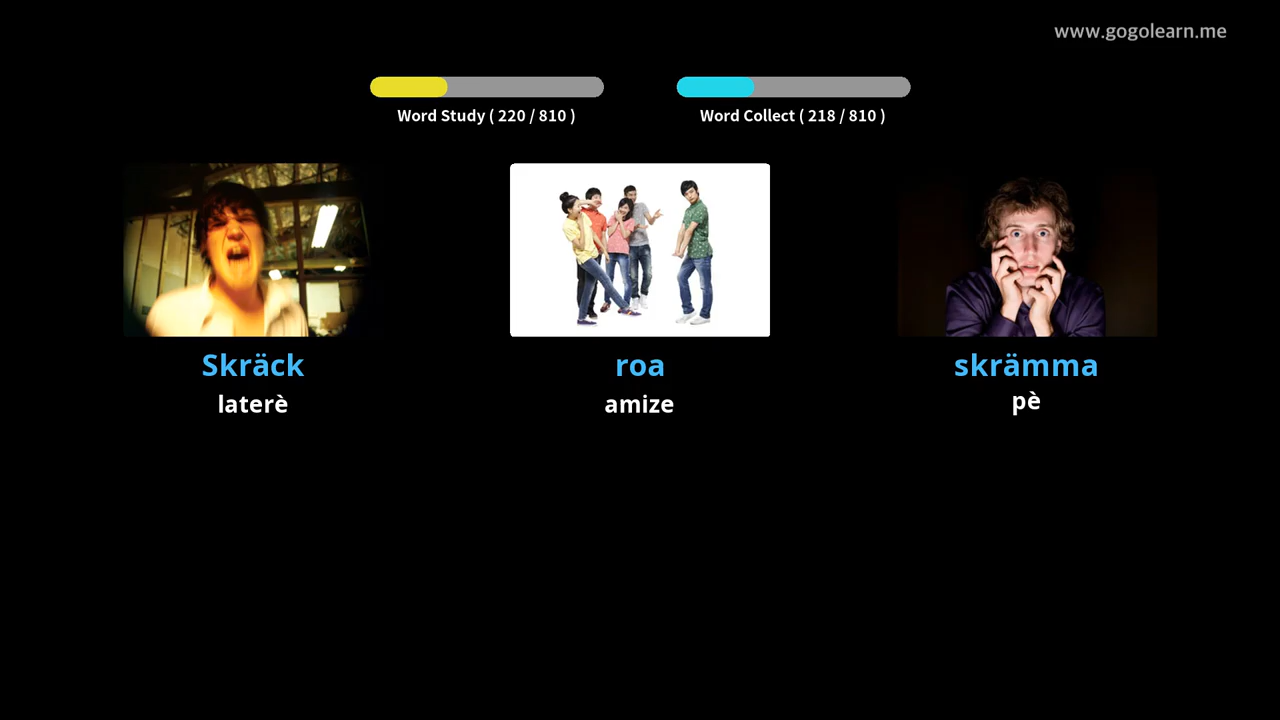 www.gogolearn.me
Word Study ( 220 / 810 )
Word Collect ( 218 / 810 )
Skräck
roa
skrämma
laterè
amize
pè